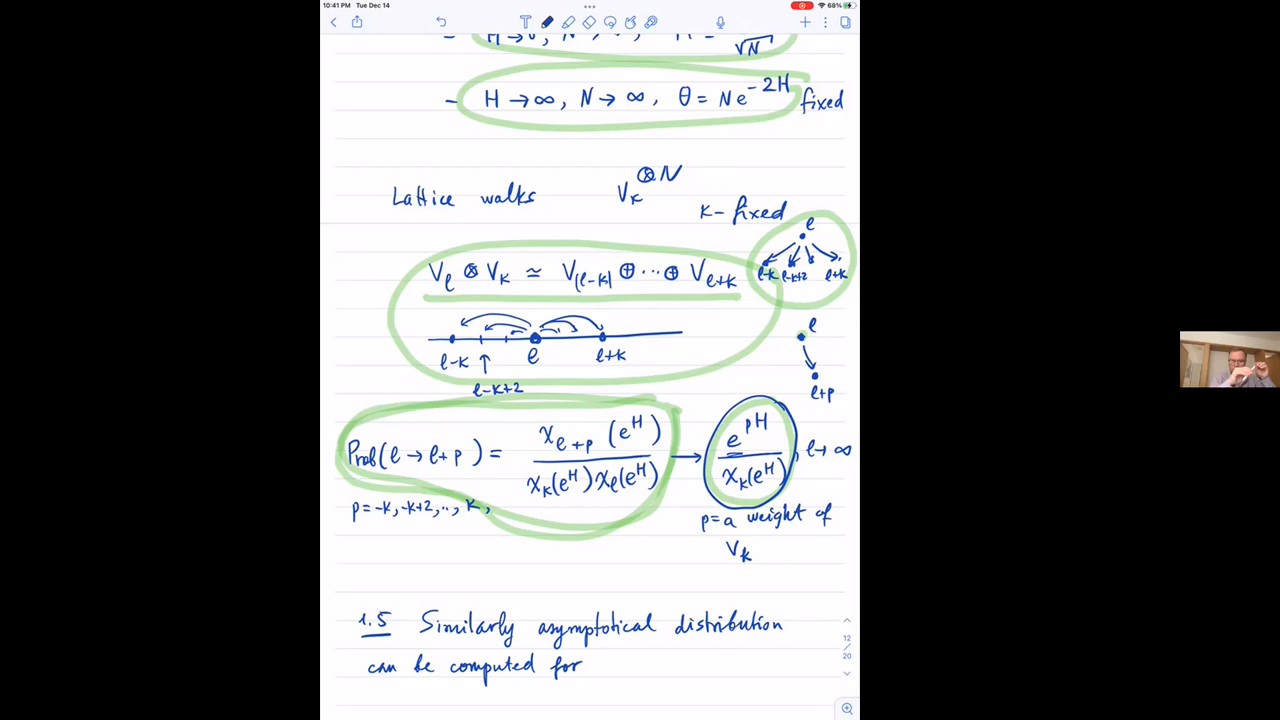 10:41 PM Tue Dec 14
68%
√N
– H → ∞, N → ∞, θ = N e^{-2H} fixed
Lattice walks V_k^{⊗N}
k – fixed
l
l-k l-k+2 l+k
V_l ⊗ V_k ≃ V_{|l-k|} ⊕ ... ⊕ V_{l+k}
l
l-k l l+k
l-k+2
l+p
Prob(l → l+p) = χ_{l+p}(e^H) / χ_k(e^H) χ_l(e^H) → e^{pH} / χ_k(e^H), l → ∞
p = -k, -k+2, .., k,
p = a weight of
V_k
1.5 Similarly asymptotical distribution
can be computed for
12
/
20